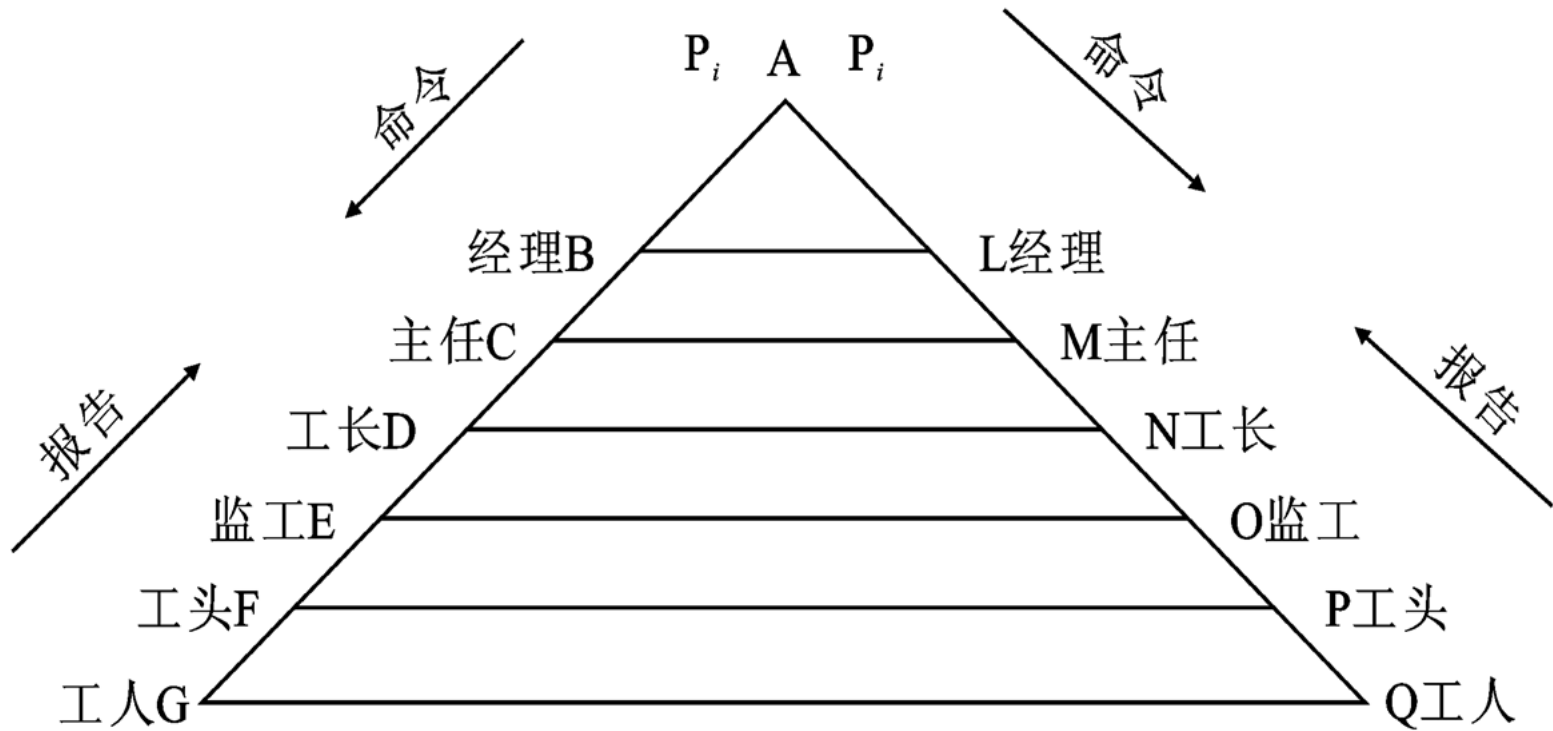 P_i A P_i
命令
命令
经理B
L经理
主任C
M主任
报告
报告
工长D
N工长
监工E
O监工
工头F
P工头
工人G
Q工人